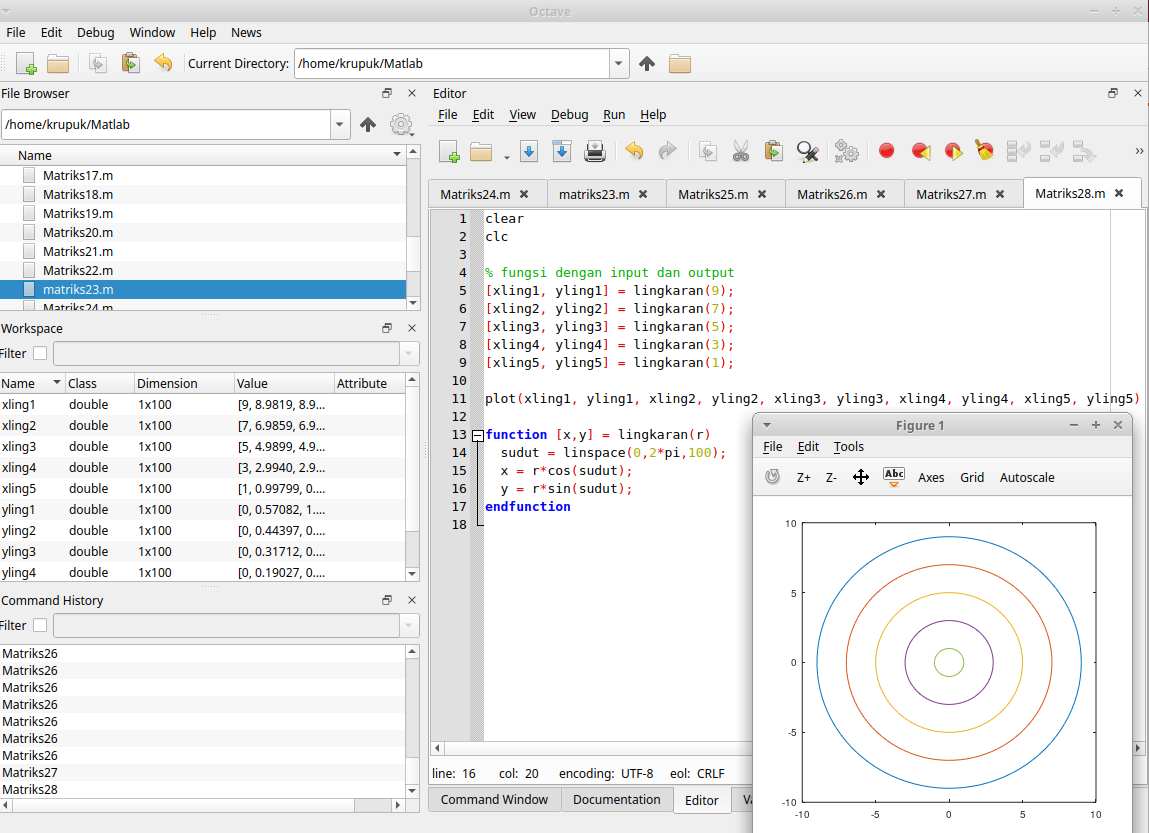 Octave
File Edit Debug Window Help News
Current Directory: /home/krupuk/Matlab
File Browser
/home/krupuk/Matlab
Name
Matriks17.m
Matriks18.m
Matriks19.m
Matriks20.m
Matriks21.m
Matriks22.m
matriks23.m
Matriks24.m
Workspace
Filter
Name Class Dimension Value Attribute
xling1 double 1x100 [9, 8.9819, 8.9...
xling2 double 1x100 [7, 6.9859, 6.9...
xling3 double 1x100 [5, 4.9899, 4.9...
xling4 double 1x100 [3, 2.9940, 2.9...
xling5 double 1x100 [1, 0.99799, 0....
yling1 double 1x100 [0, 0.57082, 1....
yling2 double 1x100 [0, 0.44397, 0....
yling3 double 1x100 [0, 0.31712, 0....
yling4 double 1x100 [0, 0.19027, 0....
Command History
Filter
Matriks26
Matriks26
Matriks26
Matriks26
Matriks26
Matriks26
Matriks26
Matriks27
Matriks28
Editor
File Edit View Debug Run Help
Matriks24.m matriks23.m Matriks25.m Matriks26.m Matriks27.m Matriks28.m
1 clear
2 clc
3
4 % fungsi dengan input dan output
5 [xling1, yling1] = lingkaran(9);
6 [xling2, yling2] = lingkaran(7);
7 [xling3, yling3] = lingkaran(5);
8 [xling4, yling4] = lingkaran(3);
9 [xling5, yling5] = lingkaran(1);
10
11 plot(xling1, yling1, xling2, yling2, xling3, yling3, xling4, yling4, xling5, yling5)
12
13 function [x,y] = lingkaran(r)
14 sudut = linspace(0,2*pi,100);
15 x = r*cos(sudut);
16 y = r*sin(sudut);
17 endfunction
18
line: 16 col: 20 encoding: UTF-8 eol: CRLF
Command Window Documentation Editor
Figure 1
File Edit Tools
Z+ Z- Abc Axes Grid Autoscale
10
5
0
-5
-10
-10 -5 0 5 10